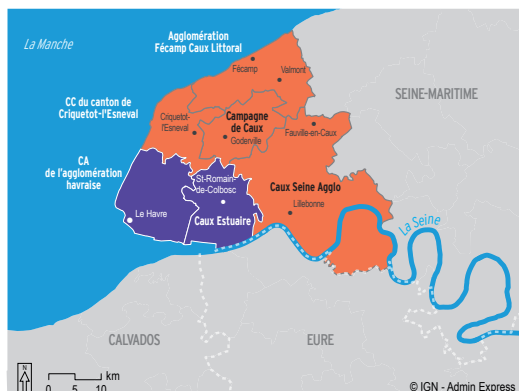 La Manche
Agglomération
Fécamp Caux Littoral
Fécamp
Valmont
SEINE-MARITIME
CC du canton de
Criquetot-l'Esneval
Criquetot-
l'Esneval
Campagne
de Caux
Goderville
Fauville-en-Caux
CA
de l'agglomération
havraise
St-Romain-
de-Colbosc
Caux Seine Agglo
Lillebonne
Le Havre
Caux Estuaire
La Seine
CALVADOS
EURE
N
km
0 5 10
© IGN - Admin Express